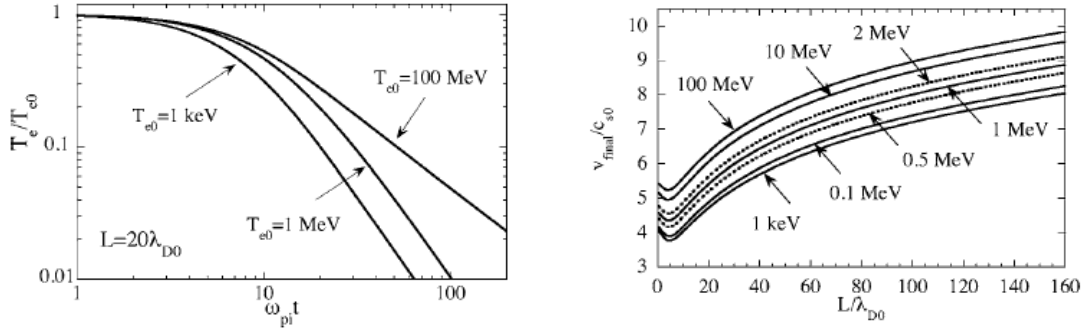 1
T_e/T_e0
0.1
0.01
T_e0=100 MeV
T_e0=1 keV
T_e0=1 MeV
L=20λ_D0
1
10
100
ω_pi t
10
9
8
7
6
5
4
3
v_final/c_s0
2 MeV
10 MeV
100 MeV
1 MeV
0.5 MeV
0.1 MeV
1 keV
0
20
40
60
80
100
120
140
160
L/λ_D0